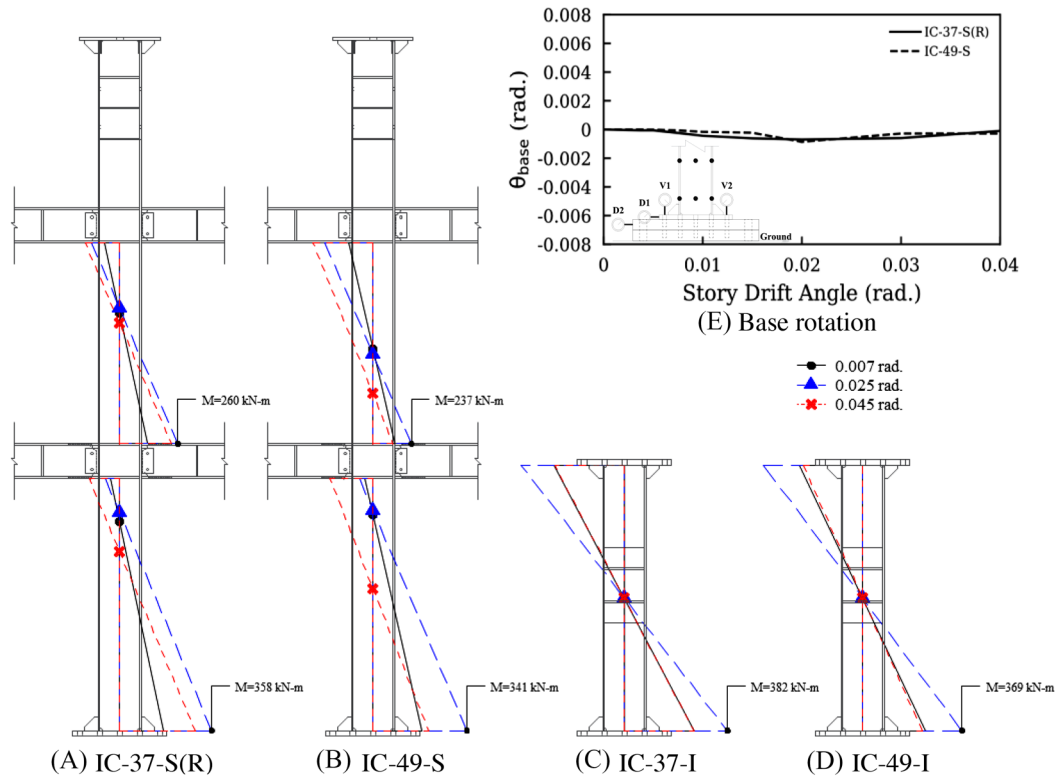 0.008
0.006
0.004
0.002
0
-0.002
-0.004
-0.006
-0.008
θbase (rad.)
IC-37-S(R)
IC-49-S
V1
V2
D1
D2
Ground
0
0.01
0.02
0.03
0.04
Story Drift Angle (rad.)
(E) Base rotation
0.007 rad.
0.025 rad.
0.045 rad.
M=260 kN-m
M=237 kN-m
M=358 kN-m
M=341 kN-m
M=382 kN-m
M=369 kN-m
(A) IC-37-S(R)
(B) IC-49-S
(C) IC-37-I
(D) IC-49-I